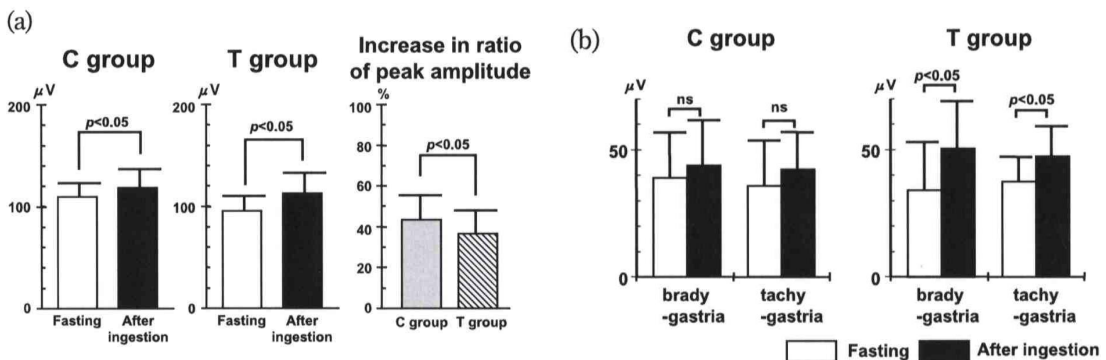 (a)
C group
T group
Increase in ratio
of peak amplitude
μV
μV
%
200
200
100%
80
60
40
20
0
100
100
0
0
p<0.05
p<0.05
p<0.05
Fasting
After
ingestion
Fasting
After
ingestion
C group
T group
(b)
C group
T group
μV
μV
50
50
0
0
ns
ns
p<0.05
p<0.05
brady
-gastria
tachy
-gastria
brady
-gastria
tachy
-gastria
Fasting
After ingestion